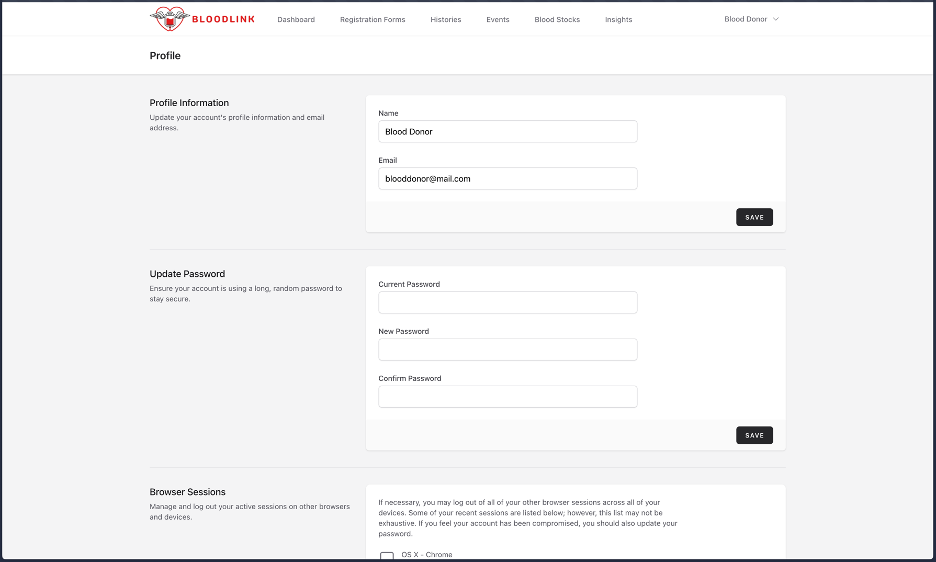 BLOODLINK
Dashboard
Registration Forms
Histories
Events
Blood Stocks
Insights
Blood Donor
Profile
Profile Information
Update your account's profile information and email
address.
Name
Blood Donor
Email
blooddonor@mail.com
SAVE
Update Password
Ensure your account is using a long, random password to
stay secure.
Current Password
New Password
Confirm Password
SAVE
Browser Sessions
Manage and log out your active sessions on other browsers
and devices.
If necessary, you may log out of all of your other browser sessions across all of your
devices. Some of your recent sessions are listed below; however, this list may not be
exhaustive. If you feel your account has been compromised, you should also update your
password.
OS X - Chrome